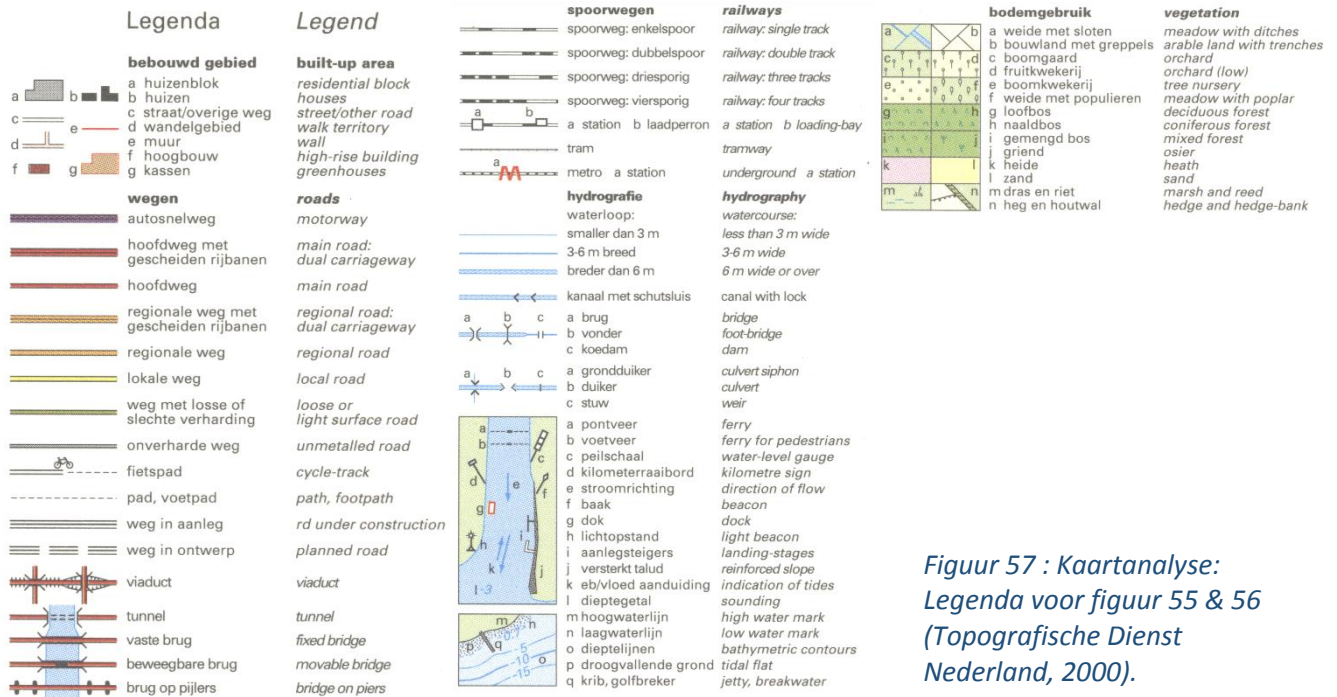 Legenda Legend
bebouwd gebied built-up area
a huizenblok residential block
b huizen houses
c straat/overige weg street/other road
d wandelgebied walk territory
e muur wall
f hoogbouw high-rise building
g kassen greenhouses
a b
c
d e
f g
wegen roads
autosnelweg motorway
hoofdweg met main road:
gescheiden rijbanen dual carriageway
hoofdweg main road
regionale weg met regional road:
gescheiden rijbanen dual carriageway
regionale weg regional road
lokale weg local road
weg met losse of loose or
slechte verharding light surface road
onverharde weg unmetalled road
fietspad cycle-track
pad, voetpad path, footpath
weg in aanleg rd under construction
weg in ontwerp planned road
viaduct viaduct
tunnel tunnel
vaste brug fixed bridge
beweegbare brug movable bridge
brug op pijlers bridge on piers
spoorwegen railways
spoorweg: enkelspoor railway: single track
spoorweg: dubbelspoor railway: double track
spoorweg: driesporig railway: three tracks
spoorweg: viersporig railway: four tracks
a b
a station b laadperron a station b loading-bay
tram tramway
a
metro a station underground a station
hydrografie hydrography
waterloop: watercourse:
smaller dan 3 m less than 3 m wide
3-6 m breed 3-6 m wide
breder dan 6 m 6 m wide or over
kanaal met schutsluis canal with lock
a b c
a brug bridge
b vonder foot-bridge
c koedam dam
a b c
a grondduiker culvert siphon
b duiker culvert
c stuw weir
a pontveer ferry
b voetveer ferry for pedestrians
c peilschaal water-level gauge
d kilometerraaibord kilometre sign
e stroomrichting direction of flow
f baak beacon
g dok dock
h lichtopstand light beacon
i aanlegsteigers landing-stages
j versterkt talud reinforced slope
k eb/vloed aanduiding indication of tides
l dieptegetal sounding
m hoogwaterlijn high water mark
n laagwaterlijn low water mark
o dieptelijnen bathymetric contours
p droogvallende grond tidal flat
q krib, golfbreker jetty, breakwater
a
b
c
d e
f
g
h i
k j
l -3
m n
p q -5 o
-10
-15
bodemgebruik vegetation
a weide met sloten meadow with ditches
b bouwland met greppels arable land with trenches
c boomgaard orchard
d fruitkwekerij orchard (low)
e boomkwekerij tree nursery
f weide met populieren meadow with poplar
g loofbos deciduous forest
h naaldbos coniferous forest
i gemengd bos mixed forest
j griend osier
k heide heath
l zand sand
m dras en riet marsh and reed
n heg en houtwal hedge and hedge-bank
a b
c d
e f
g h
i j
k l
m n
Figuur 57 : Kaartanalyse:
Legenda voor figuur 55 & 56
(Topografische Dienst
Nederland, 2000).